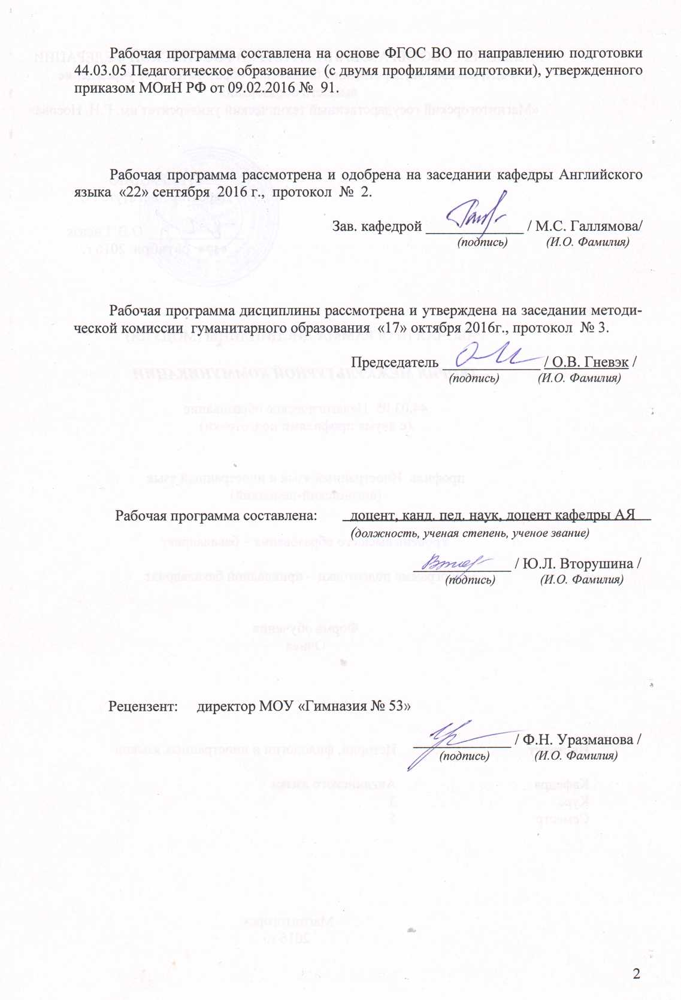 Рабочая программа составлена на основе ФГОС ВО по направлению подготовки
44.03.05 Педагогическое образование (с двумя профилями подготовки), утвержденного
приказом МОиН РФ от 09.02.2016 № 91.
Рабочая программа рассмотрена и одобрена на заседании кафедры Английского
языка «22» сентября 2016 г., протокол № 2.
Зав. кафедрой _____________ / М.С. Галлямова/
(подпись) (И.О. Фамилия)
Рабочая программа дисциплины рассмотрена и утверждена на заседании методи-
ческой комиссии гуманитарного образования «17» октября 2016г., протокол № 3.
Председатель _____________ / О.В. Гневэк /
(подпись) (И.О. Фамилия)
Рабочая программа составлена: доцент, канд. пед. наук, доцент кафедры АЯ
(должность, ученая степень, ученое звание)
_____________ / Ю.Л. Вторушина /
(подпись) (И.О. Фамилия)
Рецензент: директор МОУ «Гимназия № 53»
_____________ / Ф.Н. Уразманова /
(подпись) (И.О. Фамилия)
2